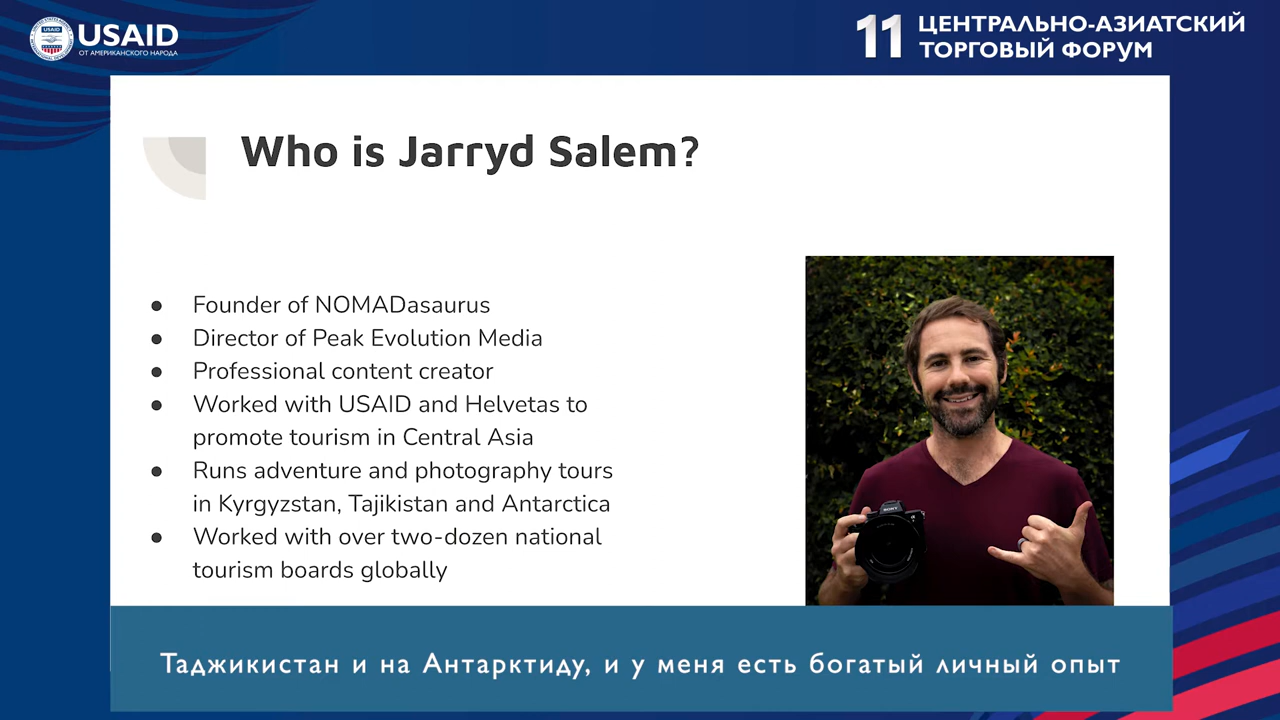 USAID
ОТ АМЕРИКАНСКОГО НАРОДА
11 ЦЕНТРАЛЬНО-АЗИАТСКИЙ
ТОРГОВЫЙ ФОРУМ
Who is Jarryd Salem?
● Founder of NOMADasaurus
● Director of Peak Evolution Media
● Professional content creator
● Worked with USAID and Helvetas to
promote tourism in Central Asia
● Runs adventure and photography tours
in Kyrgyzstan, Tajikistan and Antarctica
● Worked with over two-dozen national
tourism boards globally
SONY
Таджикистан и на Антарктиду, и у меня есть богатый личный опыт